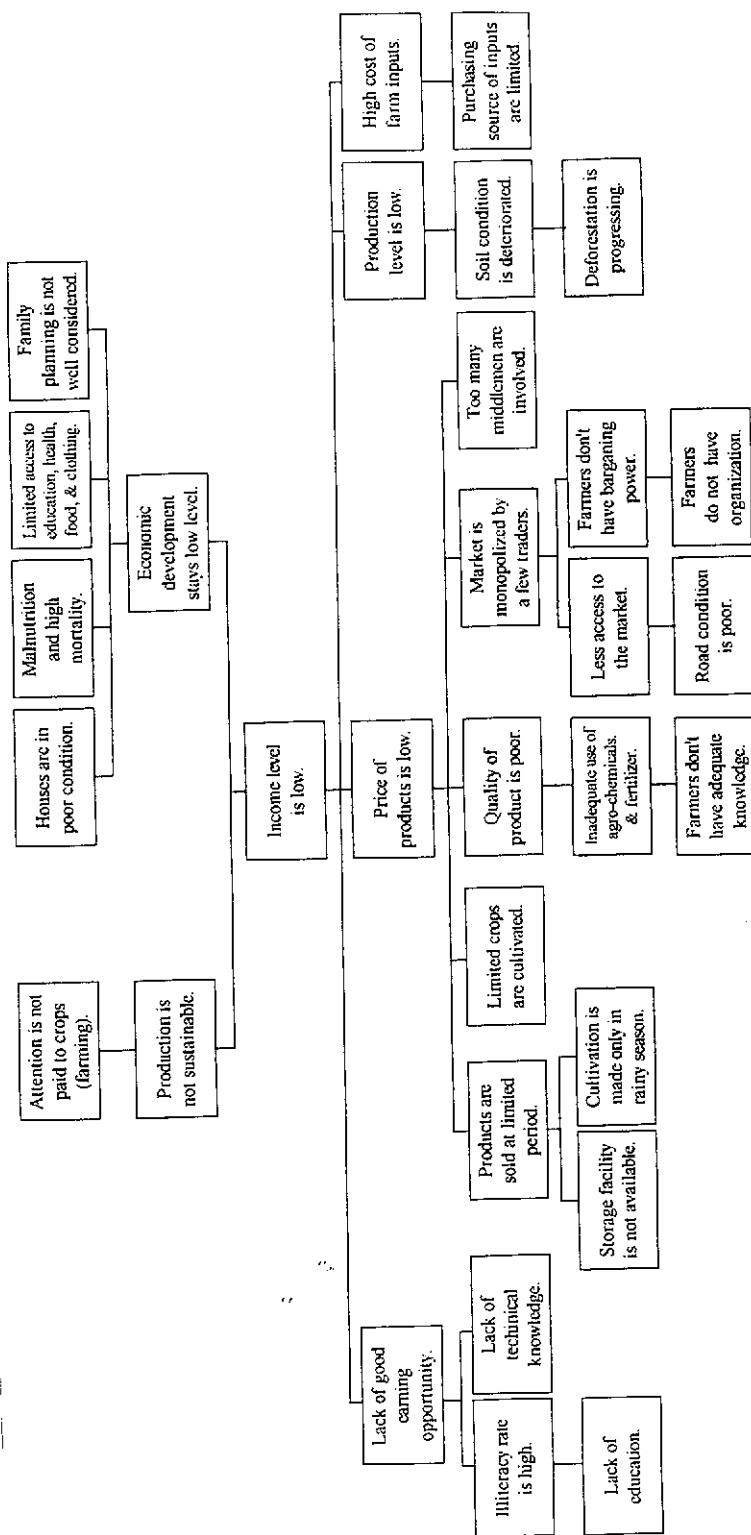 Houses are in
poor condition.
Malnutrition
and high
mortality.
Limited access to
education, health,
food, & clothing.
Family
planning is not
well considered.
Attention is not
paid to crops
(farming).
Production is
not sustainable.
Economic
development
stays low level.
Income level
is low.
Lack of good
earning
opportunity.
Price of
products is low.
Production
level is low.
High cost of
farm inputs.
Illiteracy rate
is high.
Lack of
techinical
knowledge.
Products are
sold at limited
period.
Limited crops
are cultivated.
Quality of
product is poor.
Market is
monopolized by
a few traders.
Too many
middlemen are
involved.
Soil condition
is deteriorated.
Purchasing
source of inputs
are limited.
Lack of
education.
Storage facility
is not available.
Cultivation is
made only in
rainy season.
Inadequate use of
agro-chemicals.
& fertilizer.
Less access to
the market.
Farmers don't
have barganing
power.
Deforestation is
progressing.
Farmers don't
have adequate
knowledge.
Road condition
is poor.
Farmers
do not have
organization.